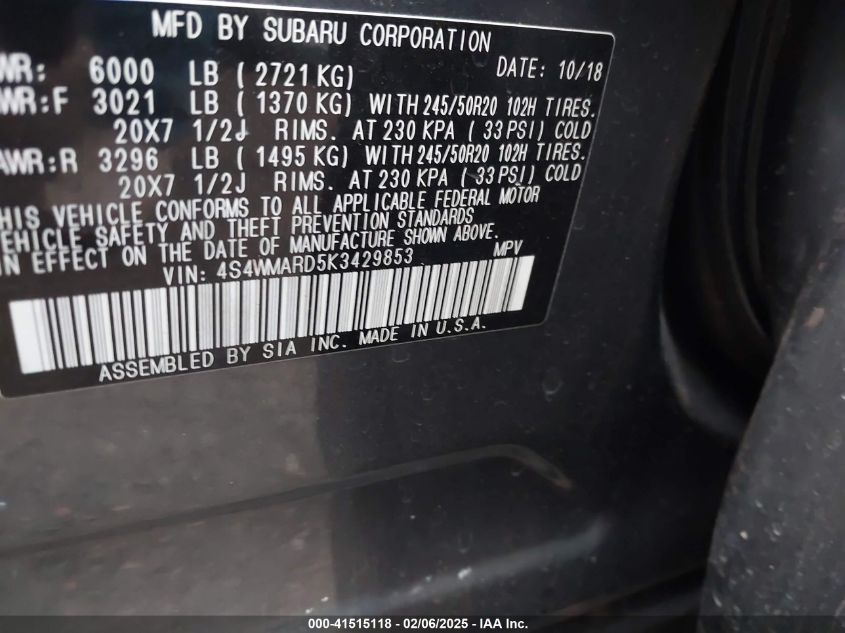 MFD BY SUBARU CORPORATION
WR: 6000 LB ( 2721 KG) DATE: 10/18
WR:F 3021 LB ( 1370 KG) WITH 245/50R20 102H TIRES.
20X7 1/2J RIMS. AT 230 KPA ( 33 PSI) COLD
AWR:R 3296 LB ( 1495 KG) WITH 245/50R20 102H TIRES.
20X7 1/2J RIMS. AT 230 KPA ( 33 PSI) COLD
HIS VEHICLE CONFORMS TO ALL APPLICABLE FEDERAL MOTOR
VEHICLE SAFETY AND THEFT PREVENTION STANDARDS
IN EFFECT ON THE DATE OF MANUFACTURE SHOWN ABOVE.
VIN: 4S4WMARD5K3429853 MPV
ASSEMBLED BY SIA INC. MADE IN U.S.A.
000-41515118 - 02/06/2025 - IAA Inc.